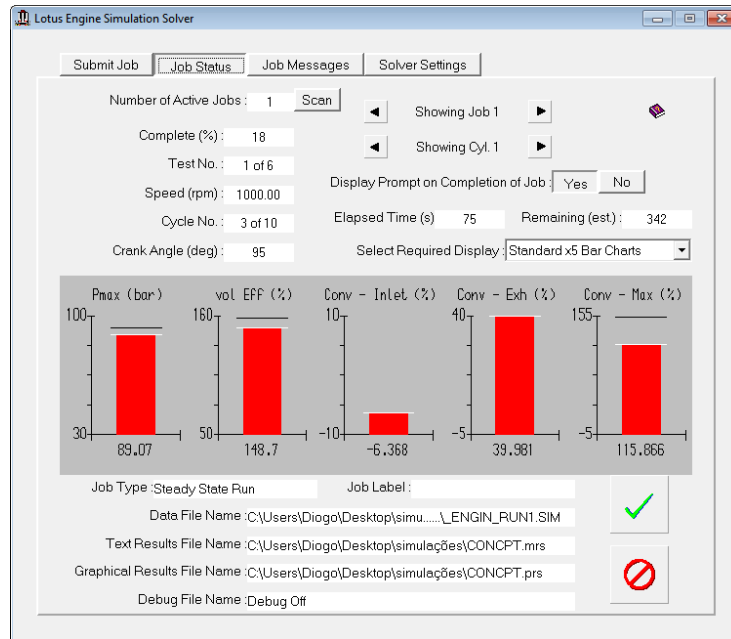 Lotus Engine Simulation Solver
Submit Job Job Status Job Messages Solver Settings
Number of Active Jobs : 1 Scan
Showing Job 1
Complete (%) : 18
Showing Cyl. 1
Test No. : 1 of 6
Display Prompt on Completion of Job : Yes No
Speed (rpm) : 1000.00
Cycle No. : 3 of 10
Elapsed Time (s) 75 Remaining (est.) : 342
Crank Angle (deg) : 95
Select Required Display : Standard x5 Bar Charts
Pmax (bar) vol EFF (%) Conv - Inlet (%) Conv - Exh (%) Conv - Max (%)
100 160 10 40 155
30 50 -10 -5 -5
89.07 148.7 -6.368 39.981 115.866
Job Type : Steady State Run Job Label :
Data File Name : C:\Users\Diogo\Desktop\simu......\_ENGIN_RUN1.SIM
Text Results File Name : C:\Users\Diogo\Desktop\simulações\CONCPT.mrs
Graphical Results File Name : C:\Users\Diogo\Desktop\simulações\CONCPT.prs
Debug File Name : Debug Off